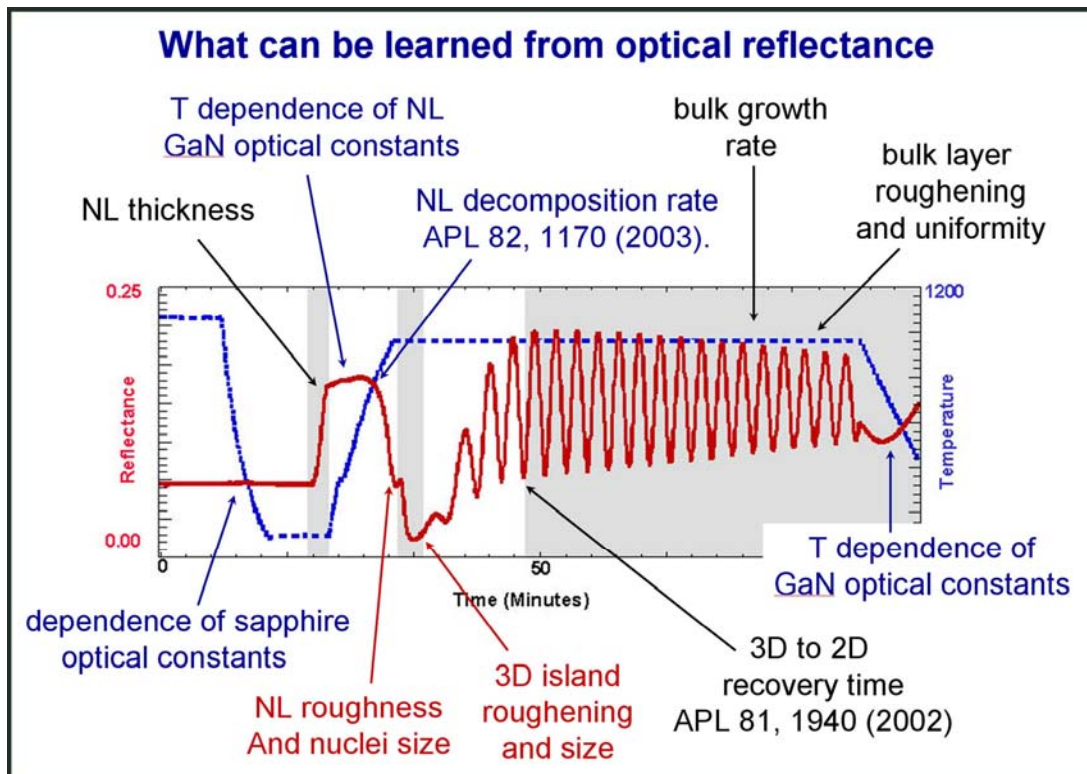 What can be learned from optical reflectance
T dependence of NL
GaN optical constants
bulk growth
rate
bulk layer
roughening
and uniformity
NL thickness
NL decomposition rate
APL 82, 1170 (2003).
0.25
1200
Reflectance
Temperature
0.00
0
50
Time (Minutes)
T dependence of
GaN optical constants
dependence of sapphire
optical constants
NL roughness
And nuclei size
3D island
roughening
and size
3D to 2D
recovery time
APL 81, 1940 (2002)